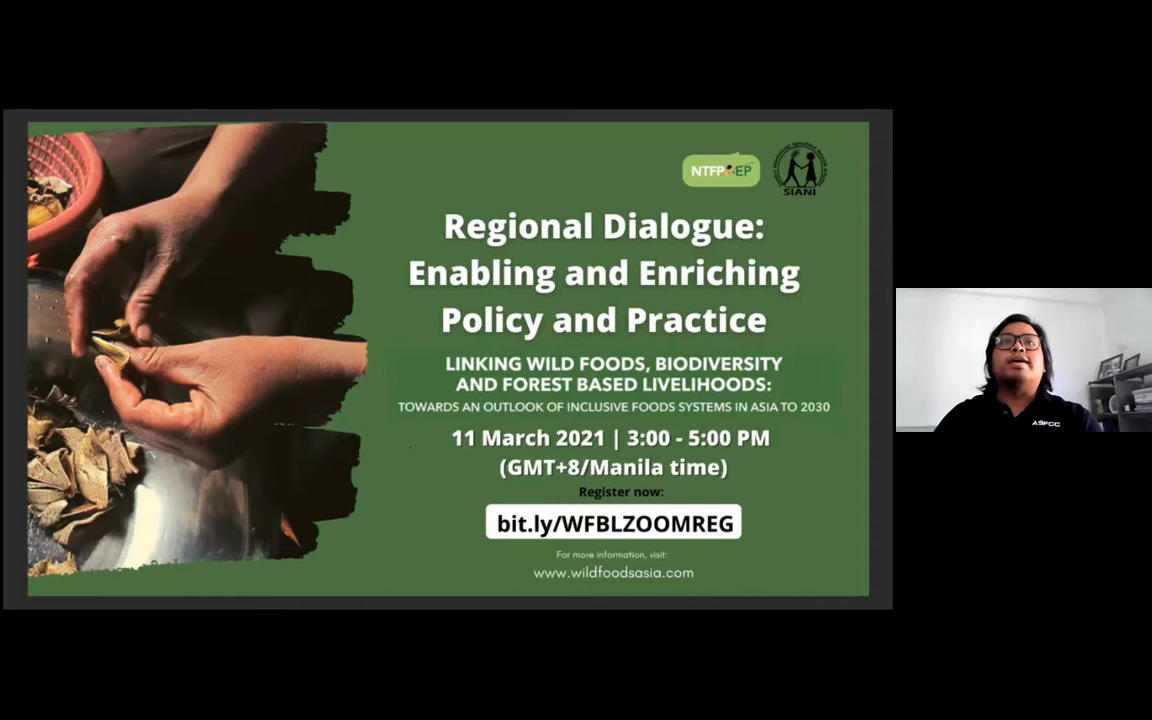 NTFP EP
SIANI
Regional Dialogue:
Enabling and Enriching
Policy and Practice
LINKING WILD FOODS, BIODIVERSITY
AND FOREST BASED LIVELIHOODS:
TOWARDS AN OUTLOOK OF INCLUSIVE FOODS SYSTEMS IN ASIA TO 2030
11 March 2021 | 3:00 - 5:00 PM
(GMT+8/Manila time)
Register now:
bit.ly/WFBLZOOMREG
For more information, visit:
www.wildfoodsasia.com
ASFCC